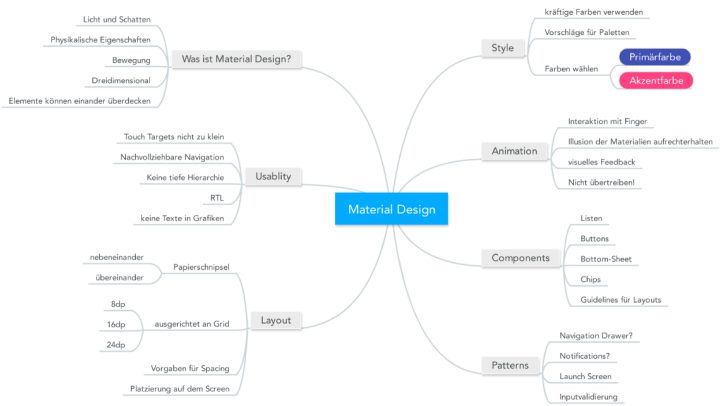 Material Design
Was ist Material Design?
Licht und Schatten
Physikalische Eigenschaften
Bewegung
Dreidimensional
Elemente können einander überdecken
Usablity
Touch Targets nicht zu klein
Nachvollziehbare Navigation
Keine tiefe Hierarchie
RTL
keine Texte in Grafiken
Layout
Papierschnipsel
nebeneinander
übereinander
ausgerichtet an Grid
8dp
16dp
24dp
Vorgaben für Spacing
Platzierung auf dem Screen
Style
kräftige Farben verwenden
Vorschläge für Paletten
Farben wählen
Primärfarbe
Akzentfarbe
Animation
Interaktion mit Finger
Illusion der Materialien aufrechterhalten
visuelles Feedback
Nicht übertreiben!
Components
Listen
Buttons
Bottom-Sheet
Chips
Guidelines für Layouts
Patterns
Navigation Drawer?
Notifications?
Launch Screen
Inputvalidierung